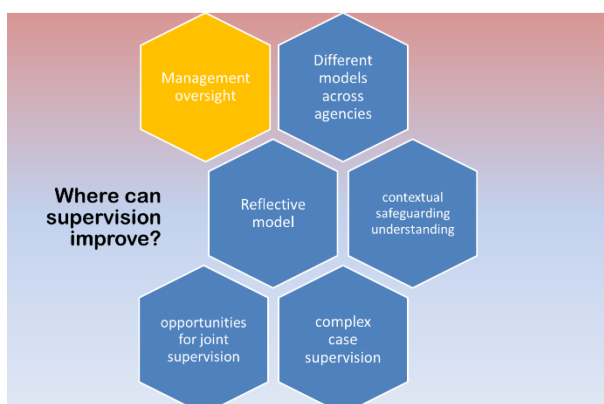 Management
oversight
Different
models
across
agencies
Where can
supervision
improve?
Reflective
model
contextual
safeguarding
understanding
opportunities
for joint
supervision
complex
case
supervision